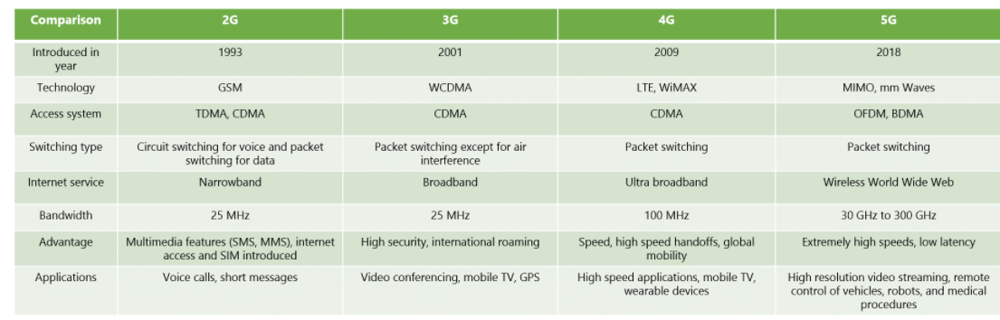 Comparison 2G 3G 4G 5G
Introduced in
year 1993 2001 2009 2018
Technology GSM WCDMA LTE, WiMAX MIMO, mm Waves
Access system TDMA, CDMA CDMA CDMA OFDM, BDMA
Switching type Circuit switching for voice and packet
switching for data Packet switching except for air
interference Packet switching Packet switching
Internet service Narrowband Broadband Ultra broadband Wireless World Wide Web
Bandwidth 25 MHz 25 MHz 100 MHz 30 GHz to 300 GHz
Advantage Multimedia features (SMS, MMS), internet
access and SIM introduced High security, international roaming Speed, high speed handoffs, global
mobility Extremely high speeds, low latency
Applications Voice calls, short messages Video conferencing, mobile TV, GPS High speed applications, mobile TV,
wearable devices High resolution video streaming, remote
control of vehicles, robots, and medical
procedures